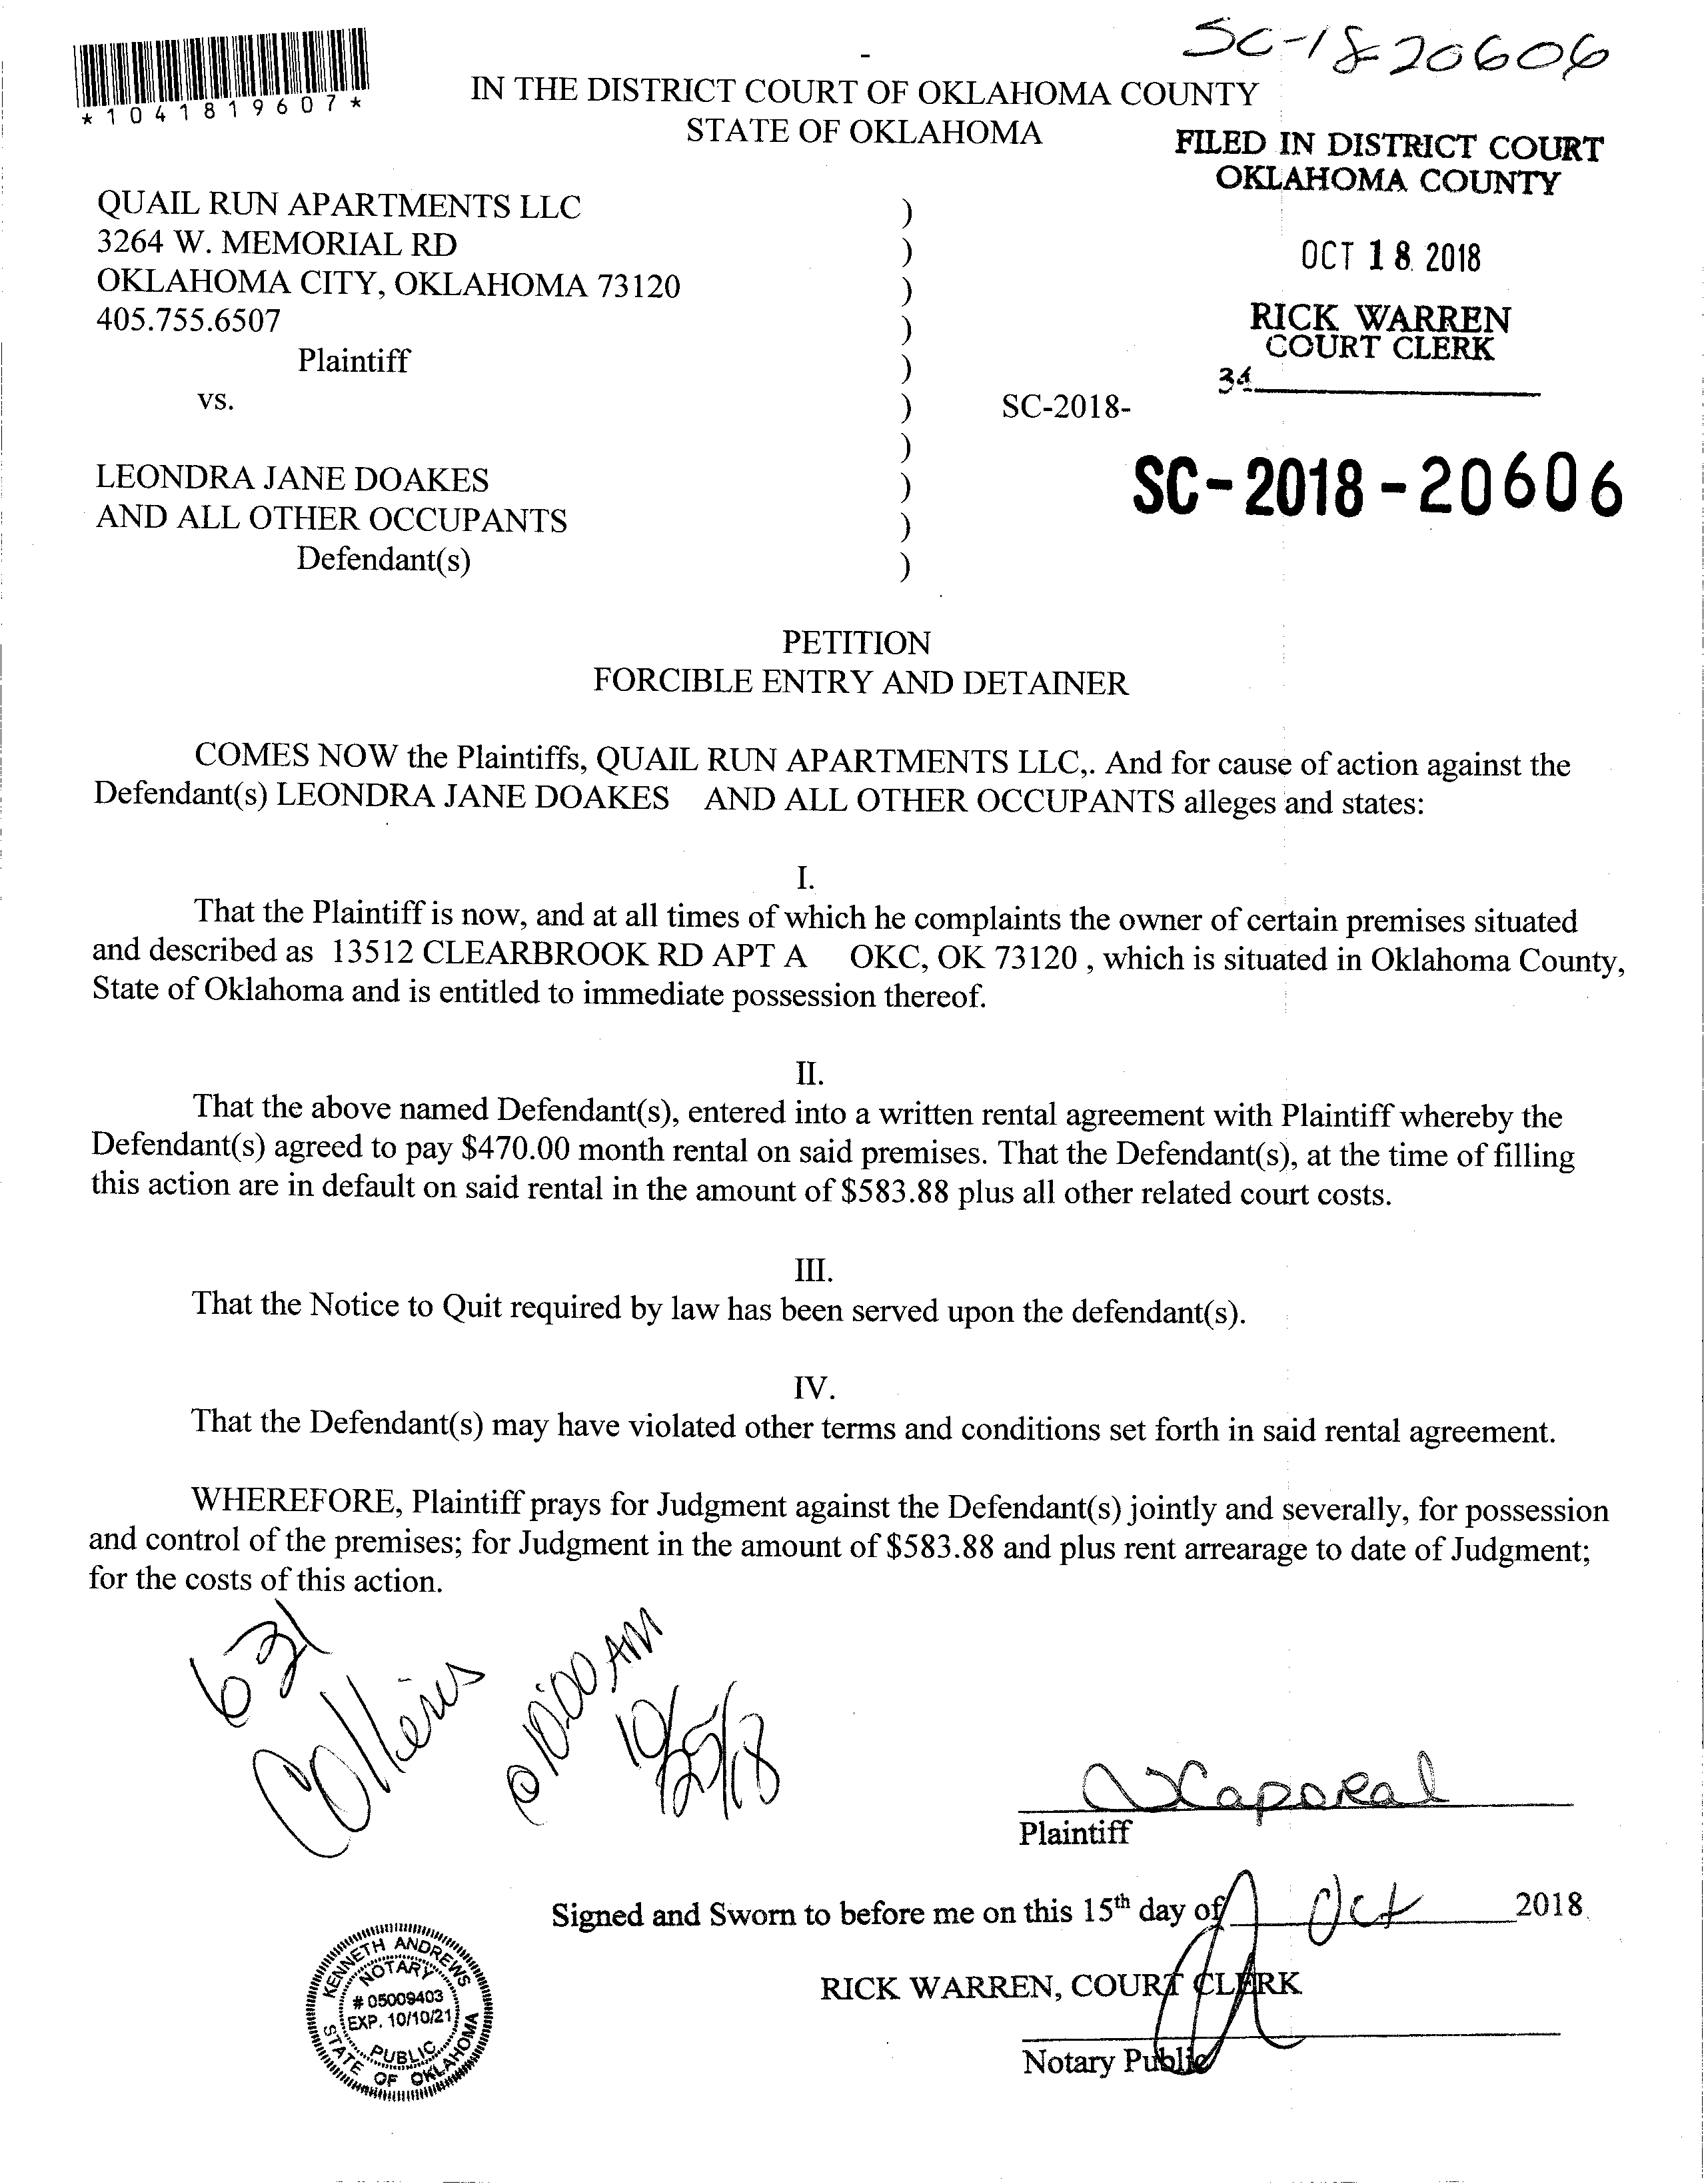 SC-18-20606
*1041819607*
IN THE DISTRICT COURT OF OKLAHOMA COUNTY
STATE OF OKLAHOMA
FILED IN DISTRICT COURT
OKLAHOMA COUNTY
OCT 18 2018
RICK WARREN
COURT CLERK
34
QUAIL RUN APARTMENTS LLC )
3264 W. MEMORIAL RD )
OKLAHOMA CITY, OKLAHOMA 73120 )
405.755.6507 )
Plaintiff )
vs. ) SC-2018-
)
LEONDRA JANE DOAKES ) SC-2018-20606
AND ALL OTHER OCCUPANTS )
Defendant(s) )
PETITION
FORCIBLE ENTRY AND DETAINER
COMES NOW the Plaintiffs, QUAIL RUN APARTMENTS LLC,. And for cause of action against the
Defendant(s) LEONDRA JANE DOAKES AND ALL OTHER OCCUPANTS alleges and states:
I.
That the Plaintiff is now, and at all times of which he complaints the owner of certain premises situated
and described as 13512 CLEARBROOK RD APT A OKC, OK 73120 , which is situated in Oklahoma County,
State of Oklahoma and is entitled to immediate possession thereof.
II.
That the above named Defendant(s), entered into a written rental agreement with Plaintiff whereby the
Defendant(s) agreed to pay $470.00 month rental on said premises. That the Defendant(s), at the time of filling
this action are in default on said rental in the amount of $583.88 plus all other related court costs.
III.
That the Notice to Quit required by law has been served upon the defendant(s).
IV.
That the Defendant(s) may have violated other terms and conditions set forth in said rental agreement.
WHEREFORE, Plaintiff prays for Judgment against the Defendant(s) jointly and severally, for possession
and control of the premises; for Judgment in the amount of $583.88 and plus rent arrearage to date of Judgment;
for the costs of this action.
631
Collins
@ 10:00 AM
10/25/18
Caporal
Plaintiff
Signed and Sworn to before me on this 15th day of Oct 2018
RICK WARREN, COURT CLERK
Notary Public
KENNETH ANDREWS
NOTARY
# 05009403
EXP. 10/10/21
PUBLIC
STATE OF OKLAHOMA